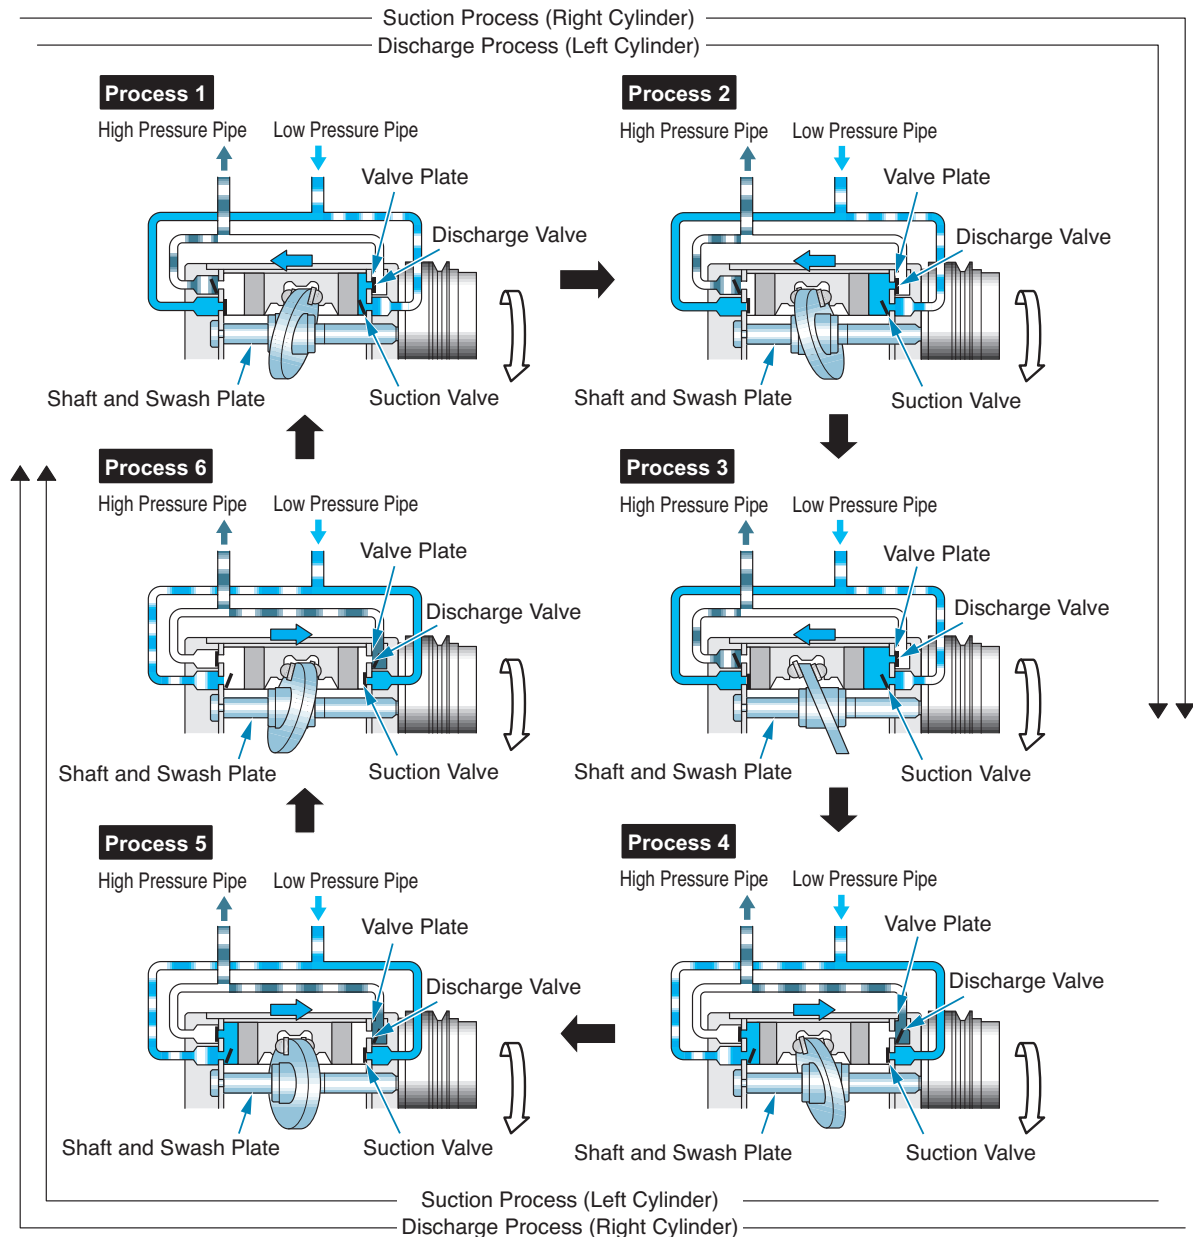 Suction Process (Right Cylinder)
Discharge Process (Left Cylinder)
Process 1
High Pressure Pipe
Low Pressure Pipe
Valve Plate
Discharge Valve
Shaft and Swash Plate
Suction Valve
Process 2
High Pressure Pipe
Low Pressure Pipe
Valve Plate
Discharge Valve
Shaft and Swash Plate
Suction Valve
Process 6
High Pressure Pipe
Low Pressure Pipe
Valve Plate
Discharge Valve
Shaft and Swash Plate
Suction Valve
Process 3
High Pressure Pipe
Low Pressure Pipe
Valve Plate
Discharge Valve
Shaft and Swash Plate
Suction Valve
Process 5
High Pressure Pipe
Low Pressure Pipe
Valve Plate
Discharge Valve
Shaft and Swash Plate
Suction Valve
Process 4
High Pressure Pipe
Low Pressure Pipe
Valve Plate
Discharge Valve
Shaft and Swash Plate
Suction Valve
Suction Process (Left Cylinder)
Discharge Process (Right Cylinder)